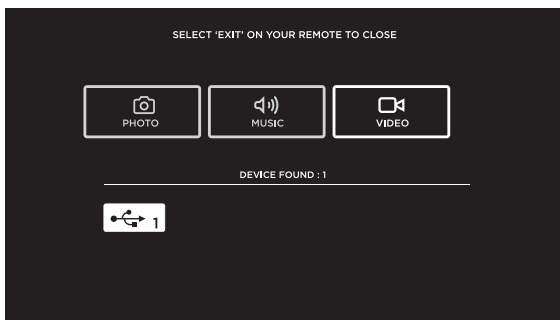 SELECT ‘EXIT’ ON YOUR REMOTE TO CLOSE
PHOTO MUSIC VIDEO
DEVICE FOUND : 1
1